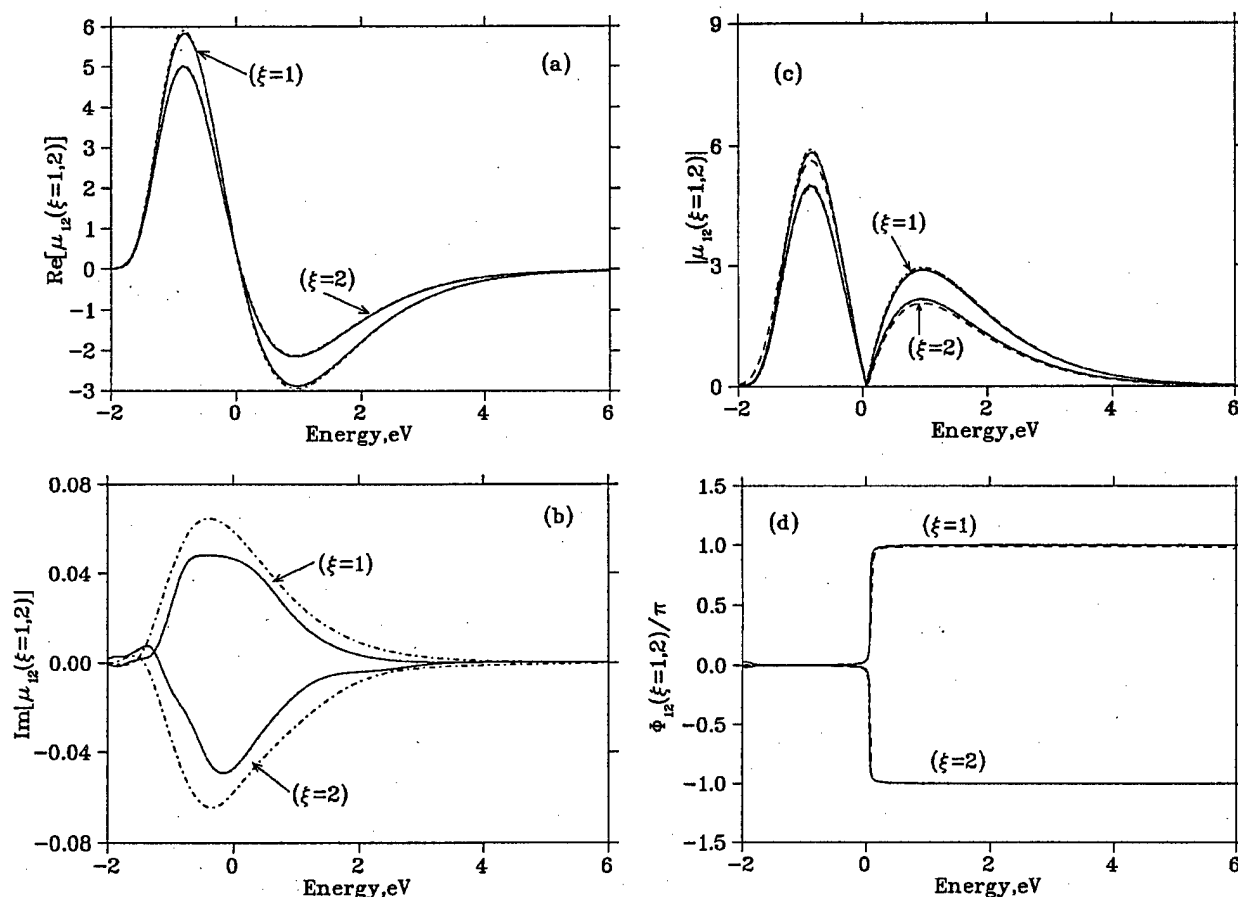 6
5
4
3
2
1
0
-1
-2
-3
Re[μ₁₂(ξ=1,2)]
(a)
(ξ=1)
(ξ=2)
-2 0 2 4 6
Energy,eV
9
6
3
0
|μ₁₂(ξ=1,2)|
(c)
(ξ=1)
(ξ=2)
-2 0 2 4 6
Energy,eV
0.08
0.04
0.00
-0.04
-0.08
Im[μ₁₂(ξ=1,2)]
(b)
(ξ=1)
(ξ=2)
-2 0 2 4 6
Energy,eV
1.5
1.0
0.5
0.0
-0.5
-1.0
-1.5
Φ₁₂(ξ=1,2)/π
(d)
(ξ=1)
(ξ=2)
-2 0 2 4 6
Energy,eV